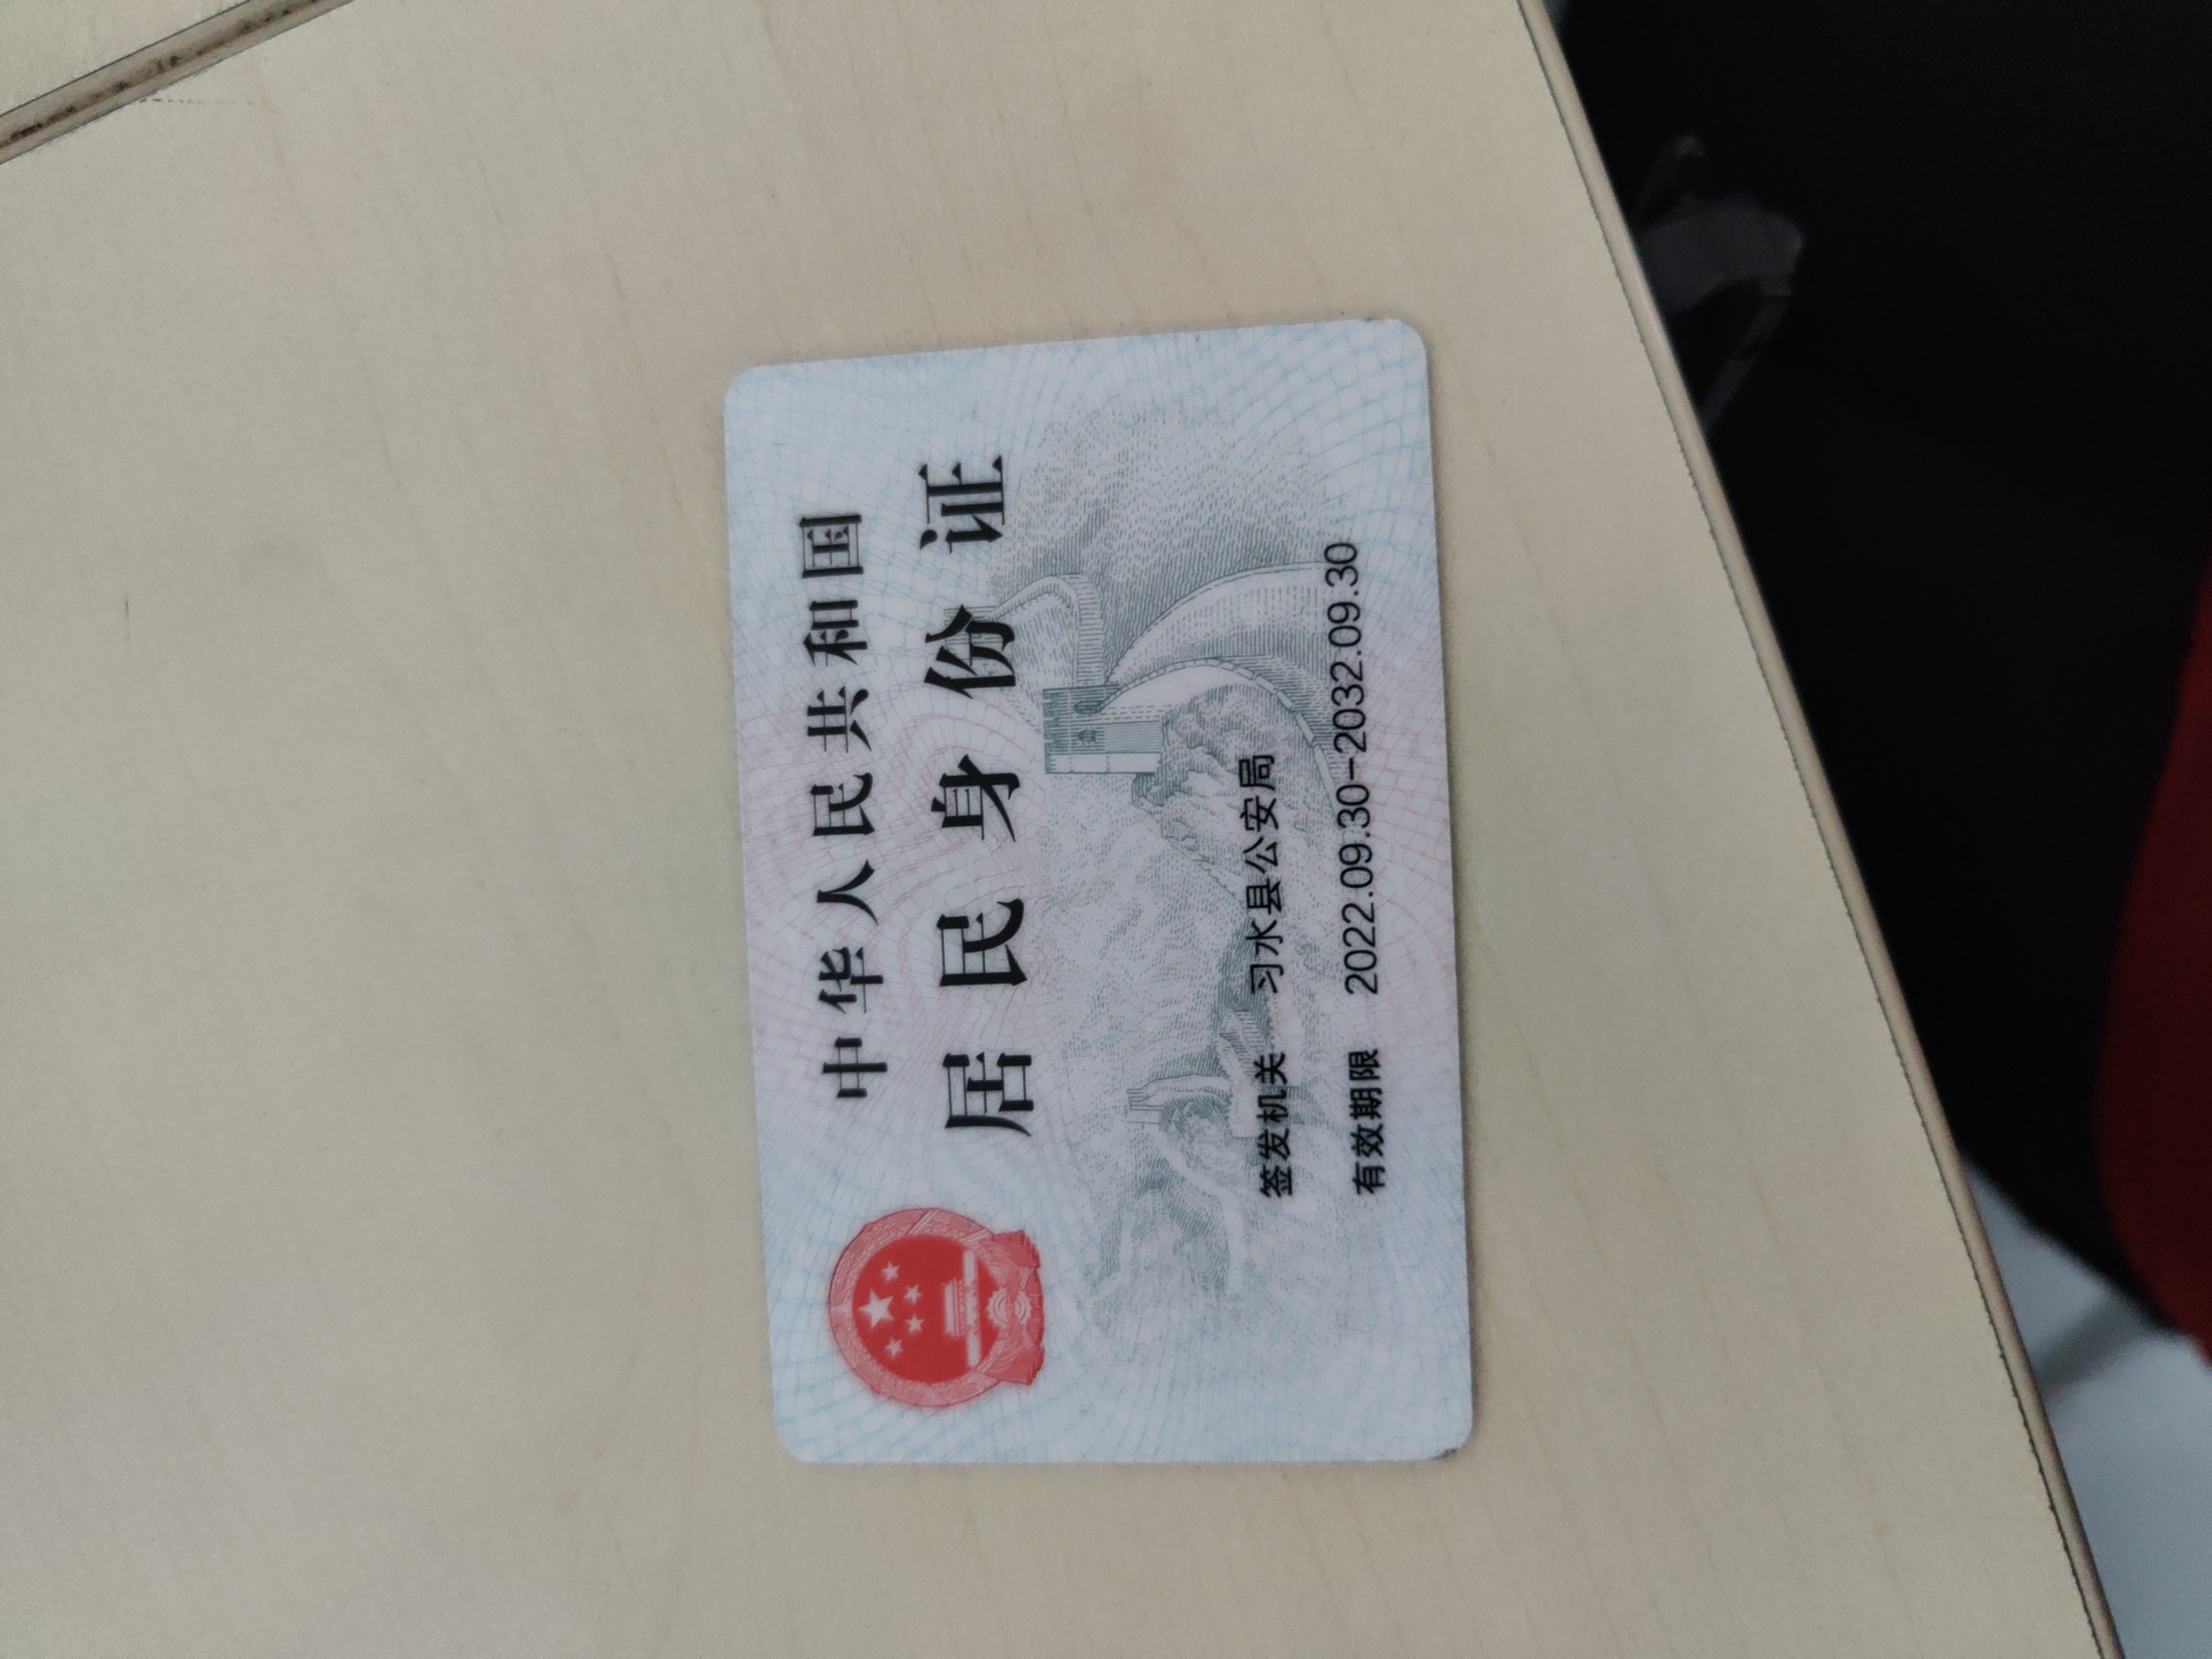 中华人民共和国
居民身份证
签发机关 习水县公安局
有效期限 2022.09.30-2032.09.30